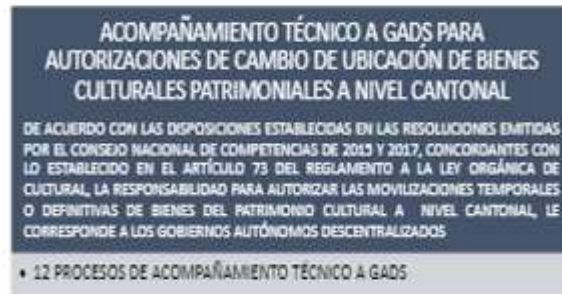 ACOMPAÑAMIENTO TÉCNICO A GADS PARA
AUTORIZACIONES DE CAMBIO DE UBICACIÓN DE BIENES
CULTURALES PATRIMONIALES A NIVEL CANTONAL
DE ACUERDO CON LAS DISPOSICIONES ESTABLECIDAS EN LAS RESOLUCIONES EMITIDAS
POR EL CONSEJO NACIONAL DE COMPETENCIAS DE 2015 Y 2017, CONCORDANTES CON
LO ESTABLECIDO EN EL ARTÍCULO 73 DEL REGLAMENTO A LA LEY ORGÁNICA DE
CULTURAL, LA RESPONSABILIDAD PARA AUTORIZAR LAS MOVILIZACIONES TEMPORALES
O DEFINITIVAS DE BIENES DEL PATRIMONIO CULTURAL A NIVEL CANTONAL, LE
CORRESPONDE A LOS GOBIERNOS AUTÓNOMOS DESCENTRALIZADOS
• 12 PROCESOS DE ACOMPAÑAMIENTO TÉCNICO A GADS